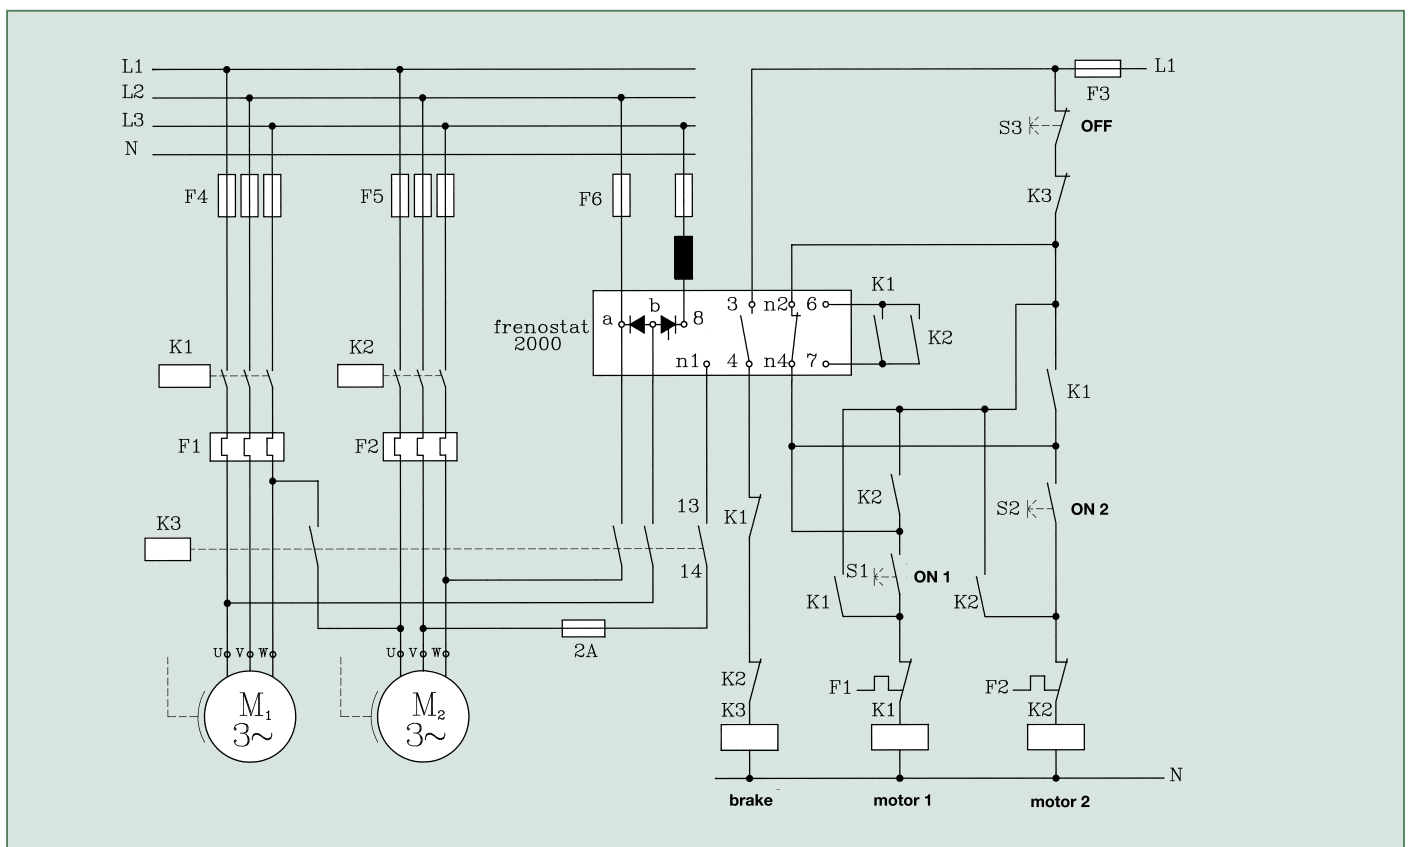 L1
L1
F3
L2
L3
S3 OFF
N
F4
F5
F6
K3
K1
b
3 n2 6
a
8
frenostat
2000
K2
K1
K2
n1 4 n4 7
K1
F1
F2
K2
13
K1
S2 ON 2
K3
14
S1 ON 1
K1
K2
2A
U V W
U V W
M1
3~
M2
3~
K2
F1
F2
K3
K1
K2
N
brake
motor 1
motor 2